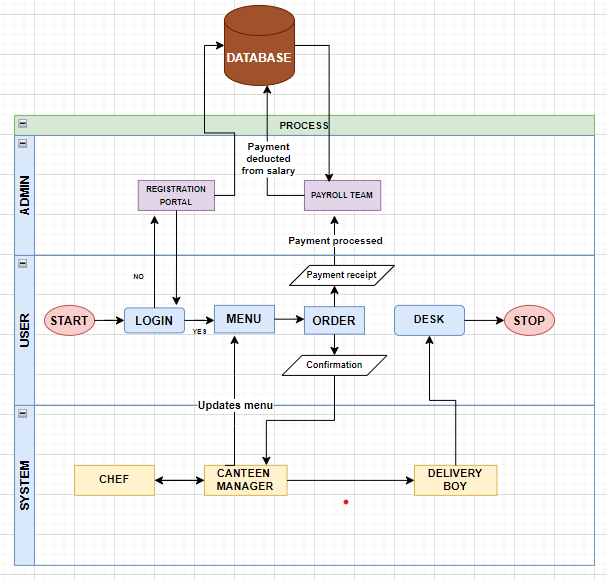 DATABASE
PROCESS
ADMIN
Payment
deducted
from salary
REGISTRATION
PORTAL
PAYROLL TEAM
Payment processed
NO
Payment receipt
USER
START
LOGIN
YES
MENU
ORDER
DESK
STOP
Confirmation
Updates menu
SYSTEM
CHEF
CANTEEN
MANAGER
DELIVERY
BOY